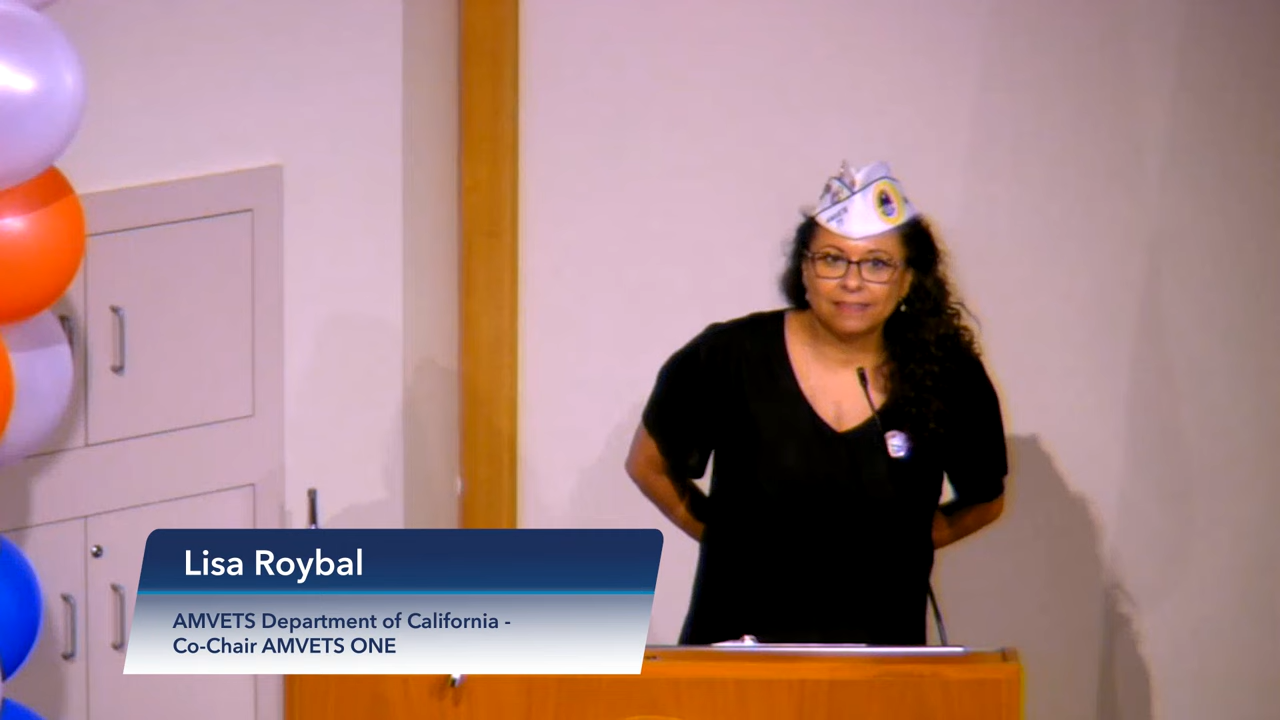 Lisa Roybal
AMVETS Department of California -
Co-Chair AMVETS ONE